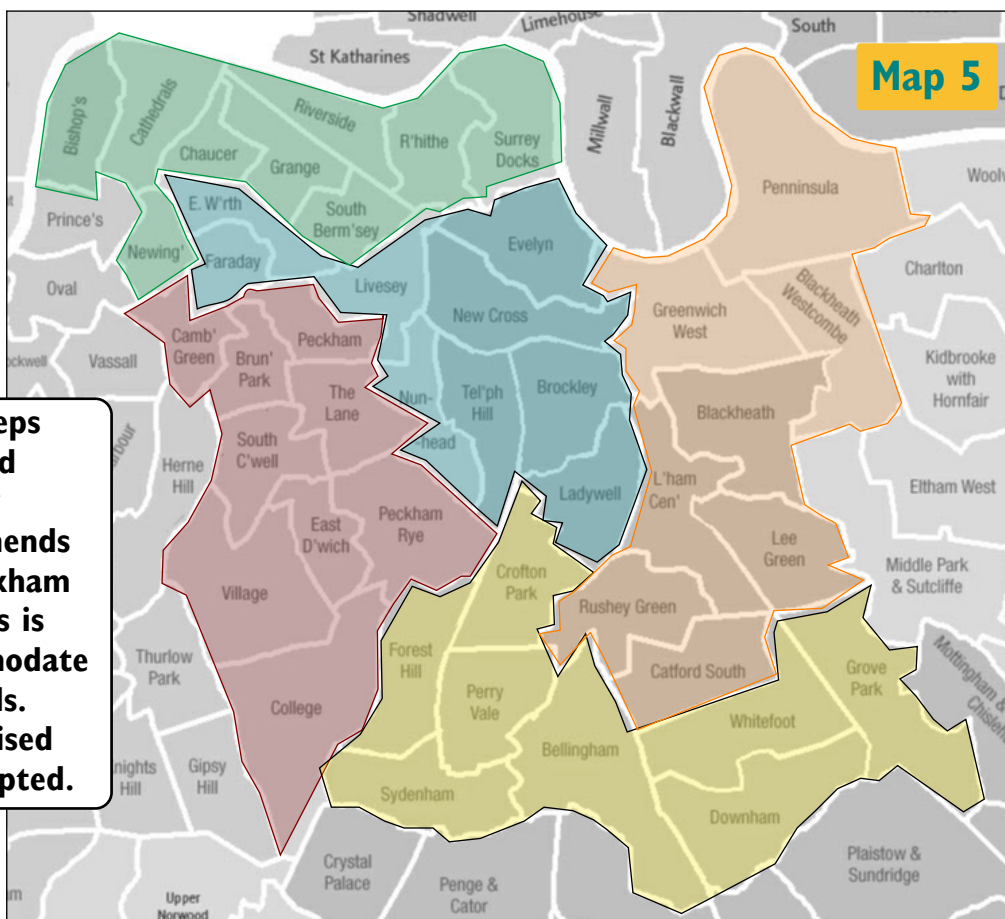 Shadwell
Limehouse
South
St Katharines
Map 5
Bishop's
Cathedrals
Riverside
R'hithe
Surrey
Docks
Millwall
Blackwall
Chaucer
Grange
Penninsula
Woolw
Prince's
E. W'rth
South
Berm'sey
Newing'
Faraday
Evelyn
Oval
Livesey
Charlton
Blackheath
Westcombe
New Cross
Greenwich
West
Camb'
Green
Peckham
Vassall
Brun'
Park
Kidbrooke
with
Hornfair
The
Lane
Nun-
-head
Tel'ph
Hill
Brockley
Blackheath
eps
d
South
C'well
Herne
Hill
L'ham
Cen'
Eltham West
Ladywell
nends
kham
s is
nodate
ls.
ised
pted.
Peckham
Rye
East
D'wich
Lee
Green
Middle Park
& Sutcliffe
Crofton
Park
Village
Rushey Green
Forest
Hill
Catford South
Grove
Park
Mottingham &
Thurlow
Park
Perry
Vale
College
Whitefoot
Bellingham
Knights
Hill
Gipsy
Hill
Sydenham
Downham
Crystal
Palace
Penge &
Cator
Plaistow &
Sundridge
Upper
Norwood